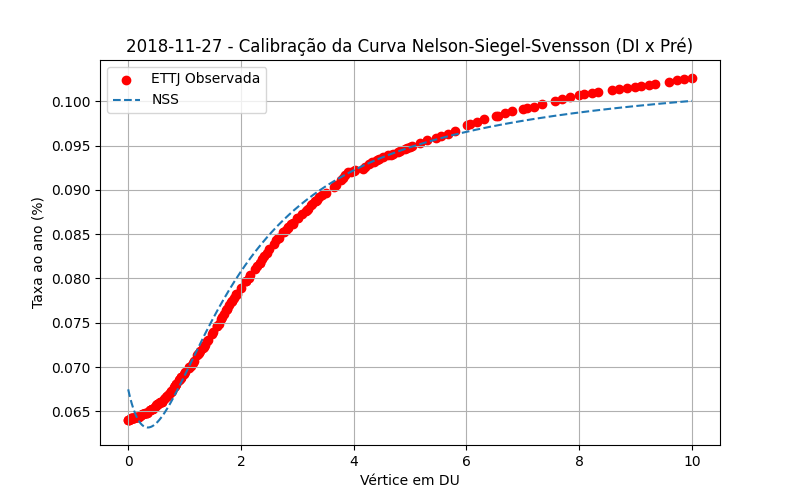 2018-11-27 - Calibração da Curva Nelson-Siegel-Svensson (DI x Pré)
ETTJ Observada
NSS
Taxa ao ano (%)
0.100
0.095
0.090
0.085
0.080
0.075
0.070
0.065
0 2 4 6 8 10
Vértice em DU